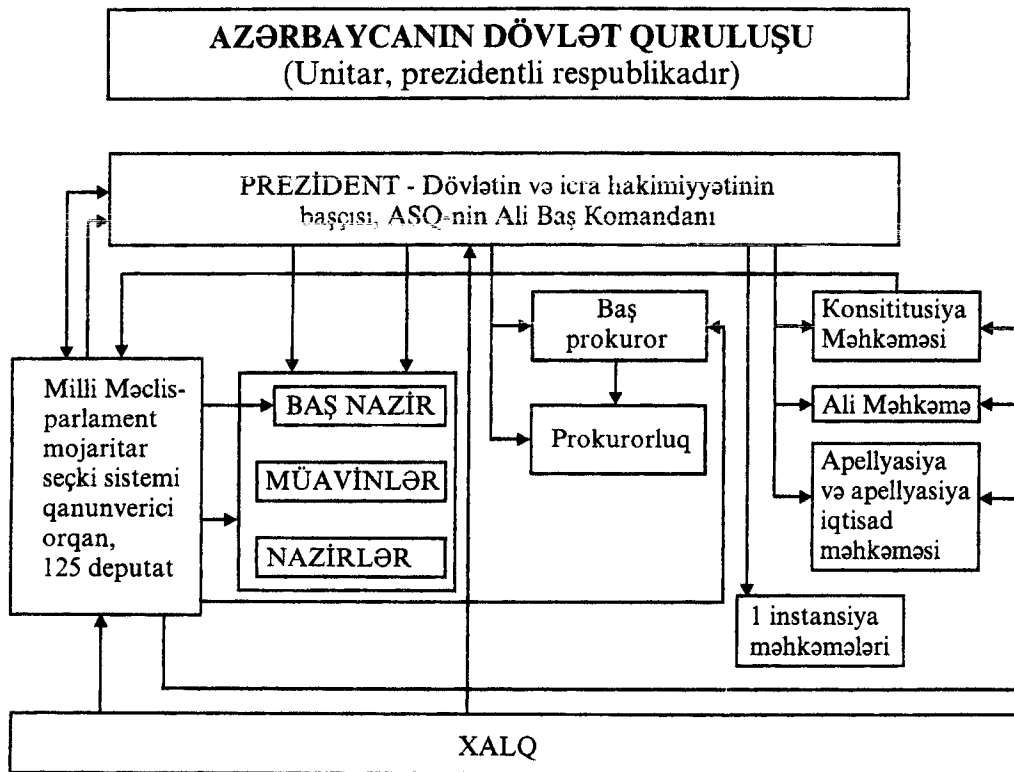 AZƏRBAYCANIN DÖVLƏT QURULUŞU
(Unitar, prezidentli respublikadır)
PREZİDENT - Dövlətin və icra hakimiyyətinin
başçısı, ASQ-nin Ali Baş Komandanı
Milli Məclis-
parlament
mojaritar
seçki sistemi
qanunverici
orqan,
125 deputat
BAŞ NAZİR
MÜAVİNLƏR
NAZİRLƏR
Baş
prokuror
Prokurorluq
Konsititusiya
Məhkəməsi
Ali Məhkəmə
Apellyasiya
və apellyasiya
iqtisad
məhkəməsi
1 instansiya
məhkəmələri
XALQ